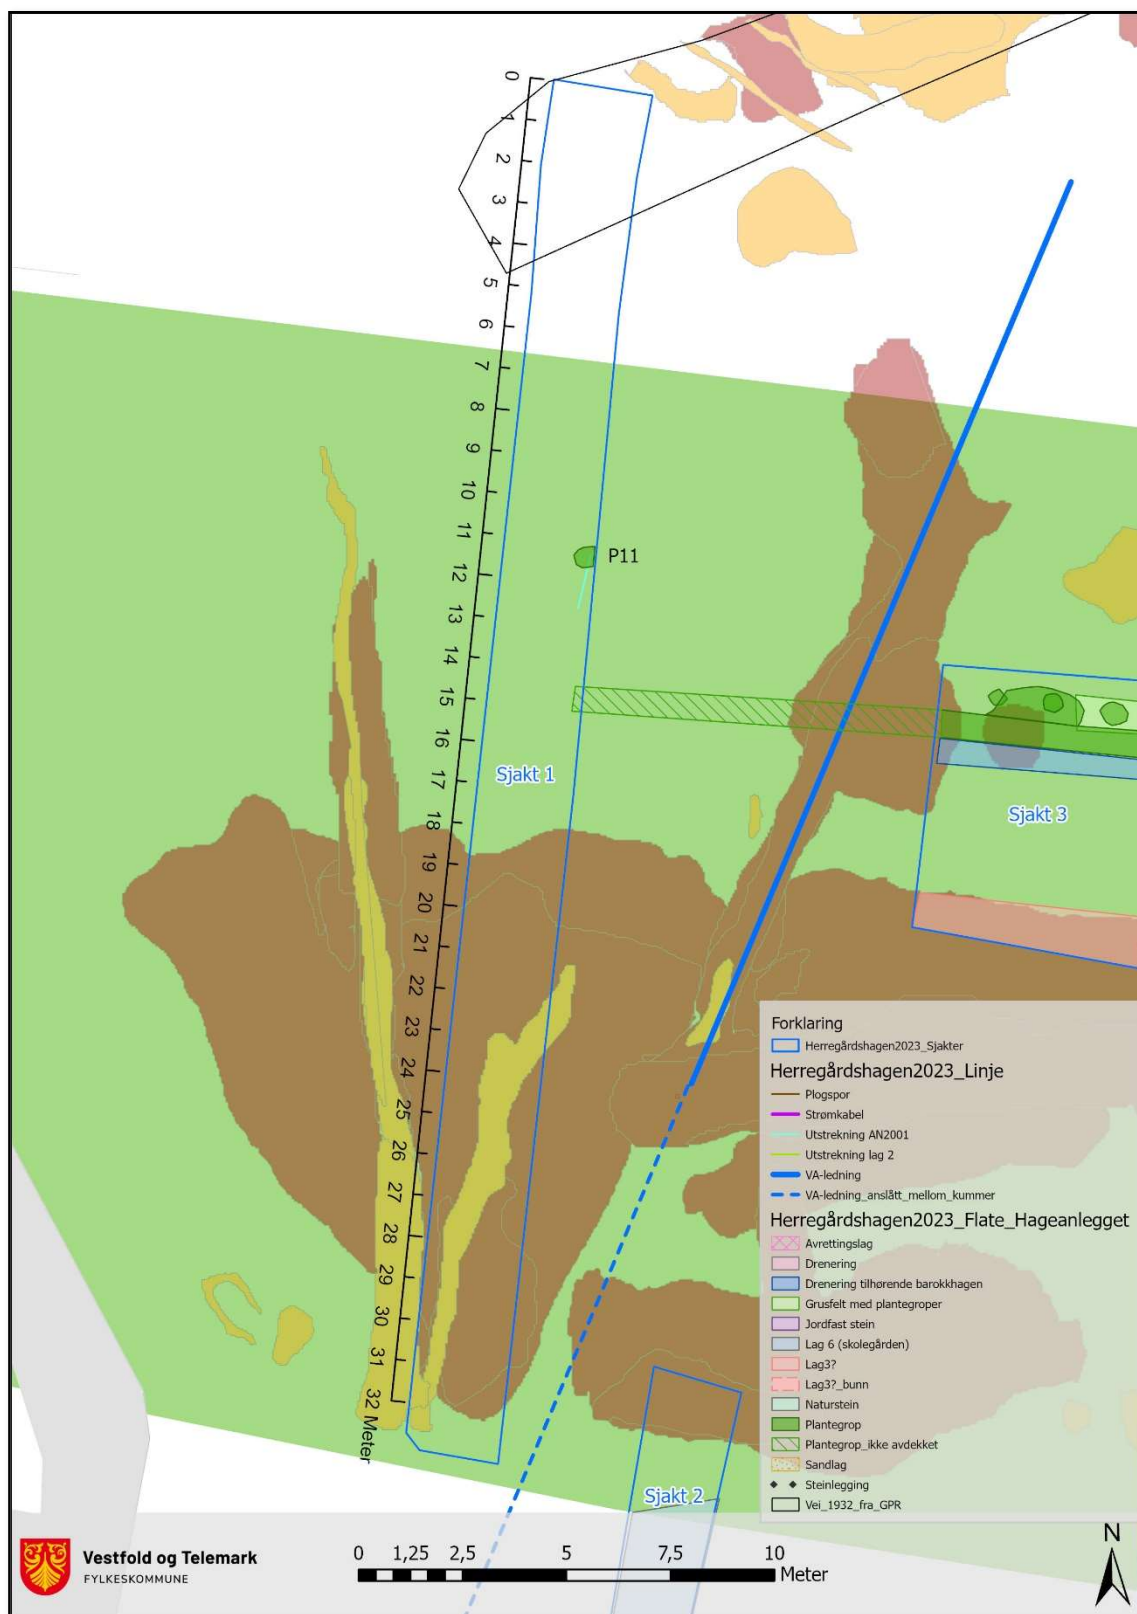 0
1
2
3
4
5
6
7
8
9
10
11
12
13
14
15
16
17
18
19
20
21
22
23
24
25
26
27
28
29
30
31
32 Meter
P11
Sjakt 1
Sjakt 3
Sjakt 2
Forklaring
Herregårdshagen2023_Sjakter
Herregårdshagen2023_Linje
Plogspor
Strømkabel
Utstrekning AN2001
Utstrekning lag 2
VA-ledning
VA-ledning_anslått_mellom_kummer
Herregårdshagen2023_Flate_Hageanlegget
Avrettingslag
Drenering
Drenering tilhørende barokkhagen
Grusfelt med plantegroper
Jordfast stein
Lag 6 (skolegården)
Lag3?
Lag3?_bunn
Naturstein
Plantegrop
Plantegrop_ikke avdekket
Sandlag
Steinlegging
Vei_1932_fra_GPR
Vestfold og Telemark
FYLKESKOMMUNE
0 1,25 2,5 5 7,5 10
Meter
N